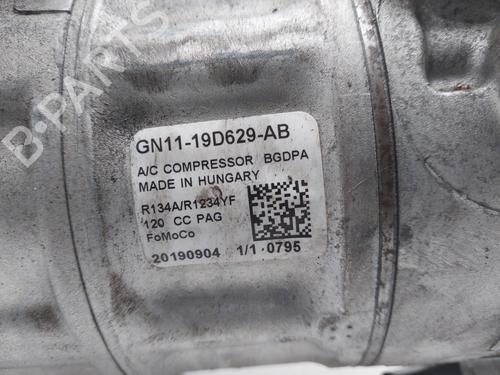 B-PARTS
GN11-19D629-AB
A/C COMPRESSOR BGDPA
MADE IN HUNGARY
R134A/R1234YF
120 CC PAG
FoMoCo
20190904 1/1 0795